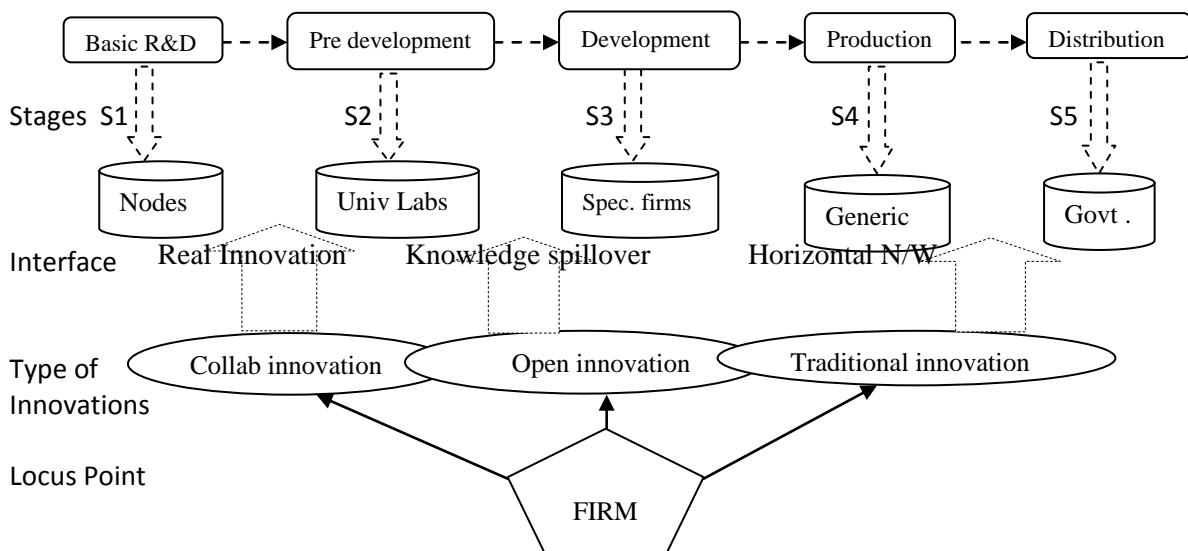 Basic R&D
Pre development
Development
Production
Distribution
Stages S1
S2
S3
S4
S5
Nodes
Univ Labs
Spec. firms
Generic
Govt .
Interface
Real Innovation
Knowledge spillover
Horizontal N/W
Type of
Innovations
Collab innovation
Open innovation
Traditional innovation
Locus Point
FIRM